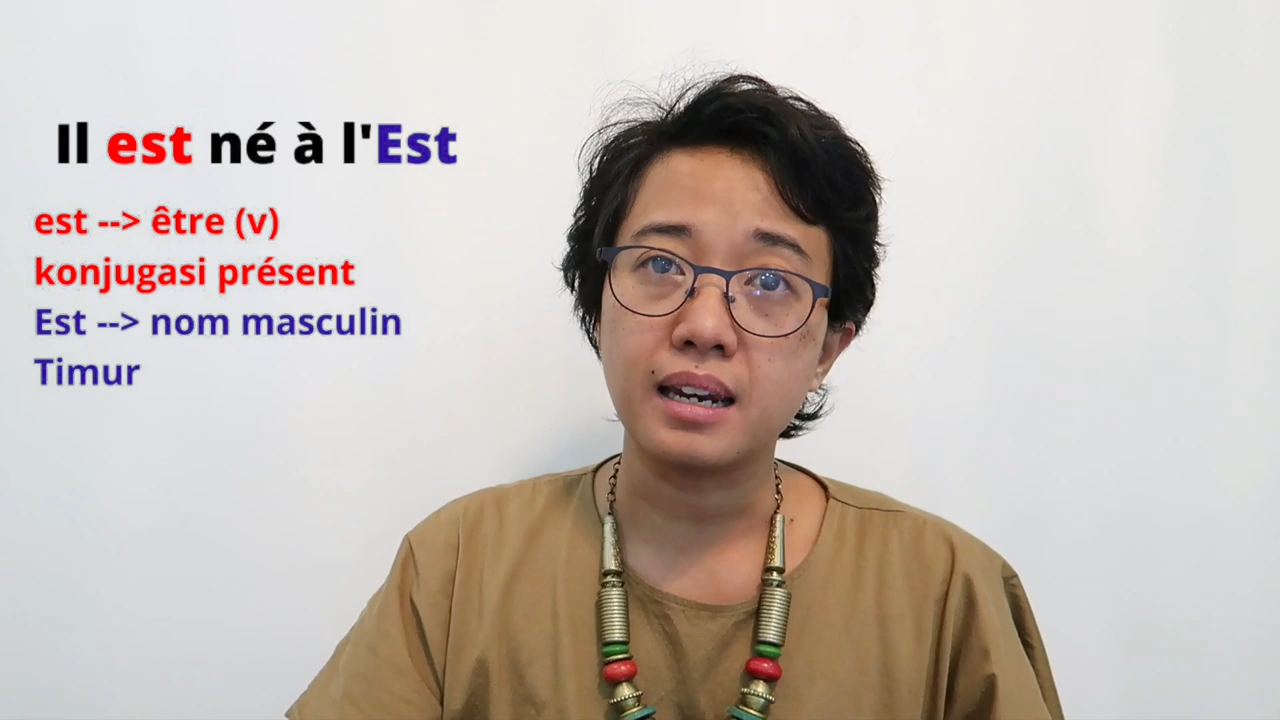 Il est né à l'Est
est --> être (v)
konjugasi présent
Est --> nom masculin
Timur